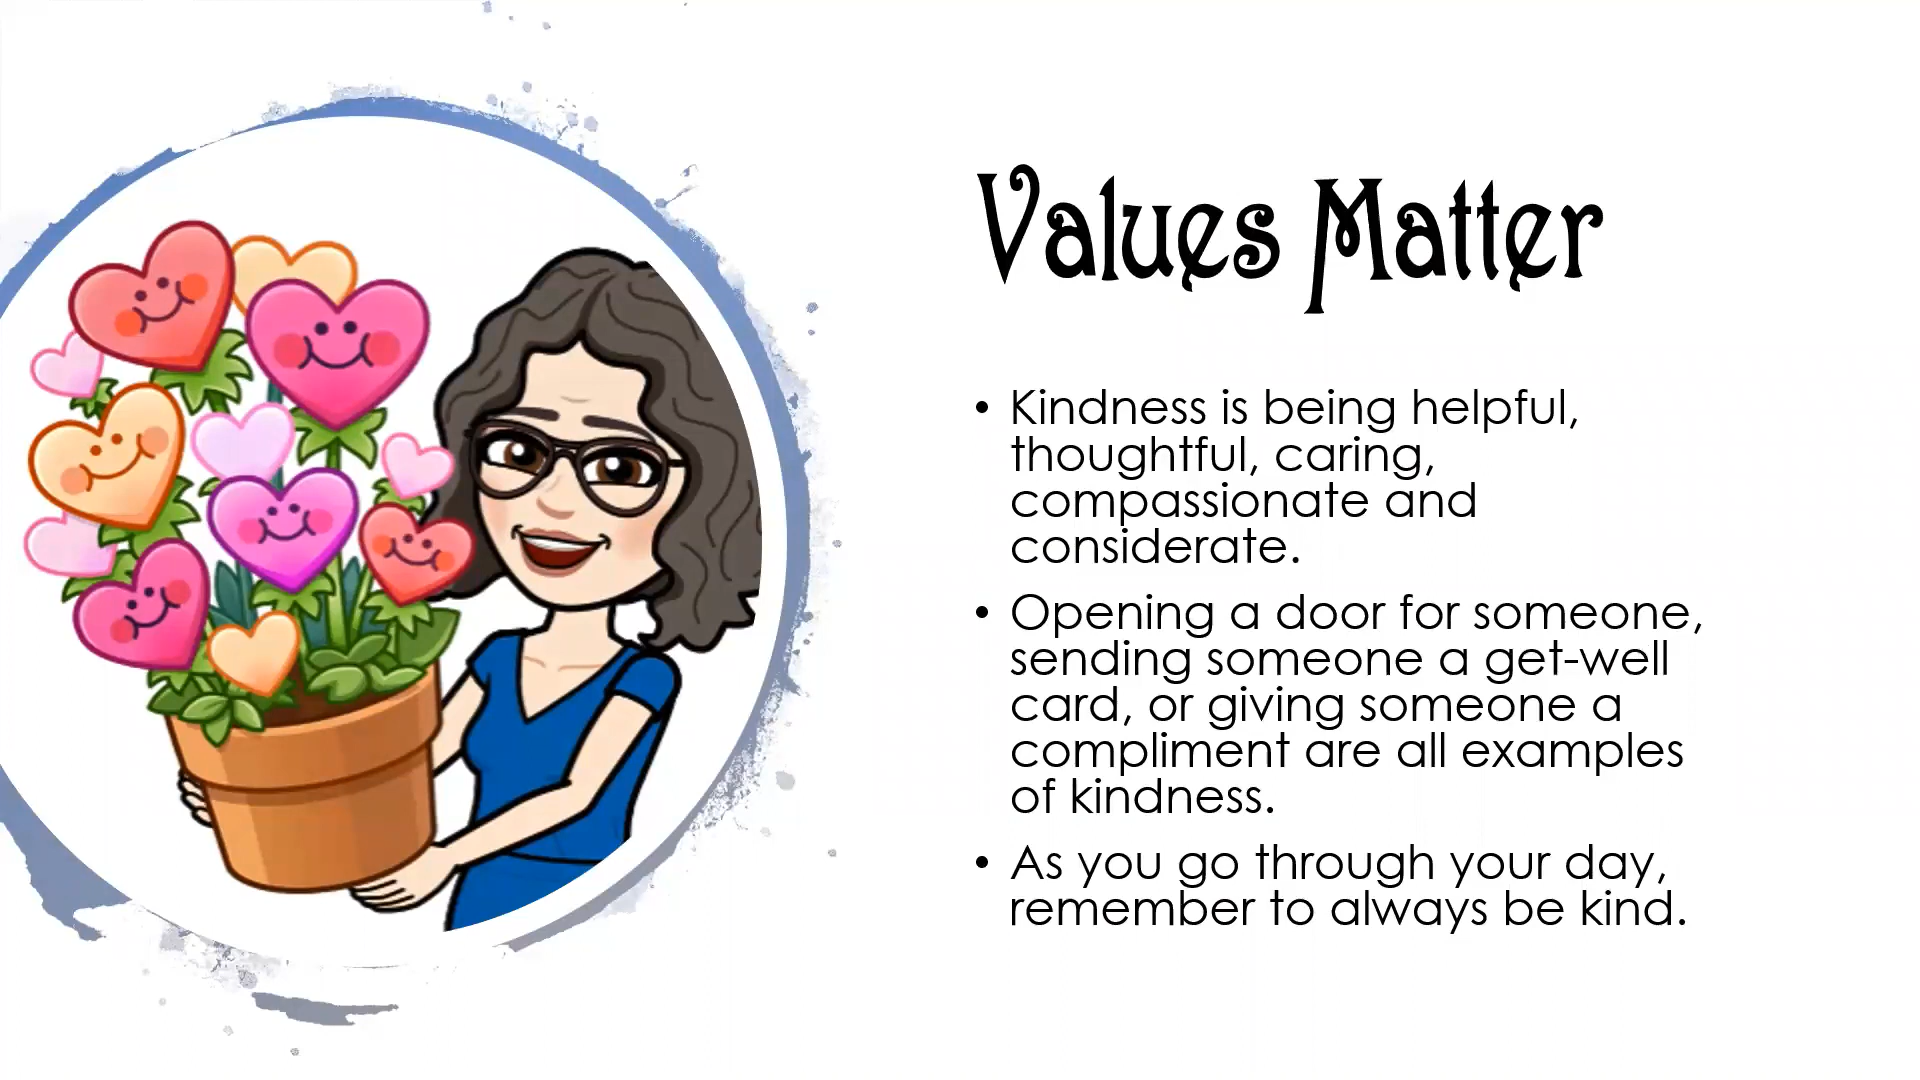 Values Matter
• Kindness is being helpful,
thoughtful, caring,
compassionate and
considerate.
• Opening a door for someone,
sending someone a get-well
card, or giving someone a
compliment are all examples
of kindness.
• As you go through your day,
remember to always be kind.